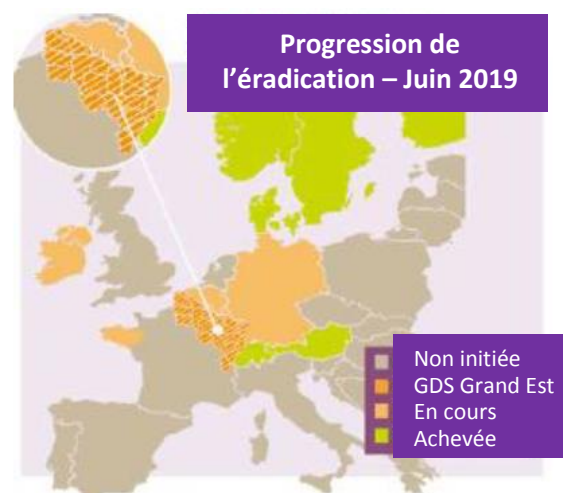 Progression de
l’éradication – Juin 2019
Non initiée
GDS Grand Est
En cours
Achevée